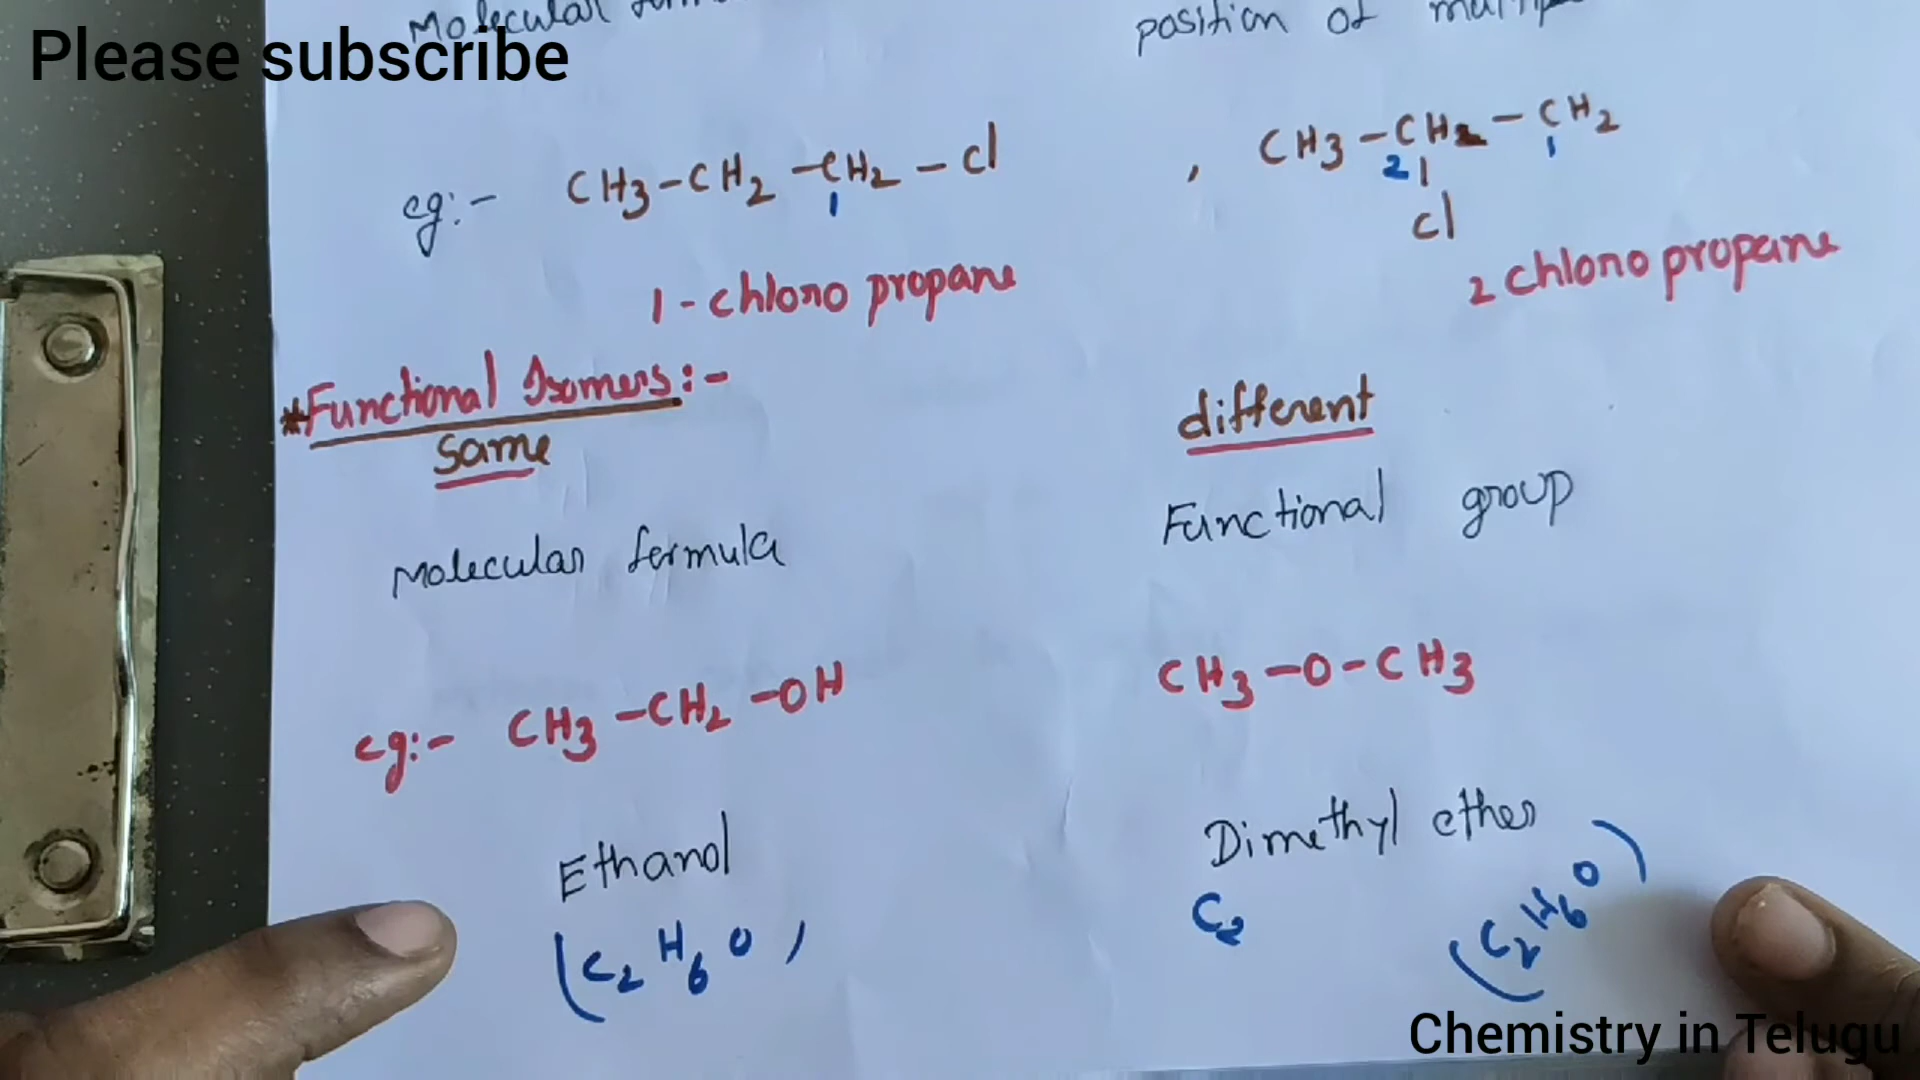 Molecular
position of
Please subscribe
eg:- CH3-CH2-CH2-Cl , CH3-CH-CH2
1 2 1
Cl
1-chloro propane 2 chloro propane
*Functional Isomers:-
Same different
Molecular formula Functional group
eg:- CH3-CH2-OH CH3-O-CH3
Ethanol Dimethyl ether
(C2H6O) C2 (C2H6O)
Chemistry in Telugu